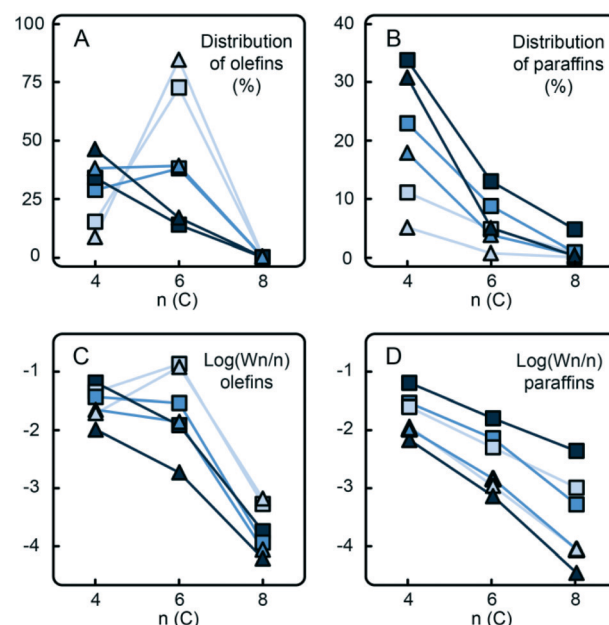 A
Distribution
of olefins
(%)
100
75
50
25
0
4 6 8
n (C)
B
Distribution
of paraffins
(%)
40
30
20
10
0
4 6 8
n (C)
C
Log(Wn/n)
olefins
-1
-2
-3
-4
4 6 8
n (C)
D
Log(Wn/n)
paraffins
-1
-2
-3
-4
4 6 8
n (C)